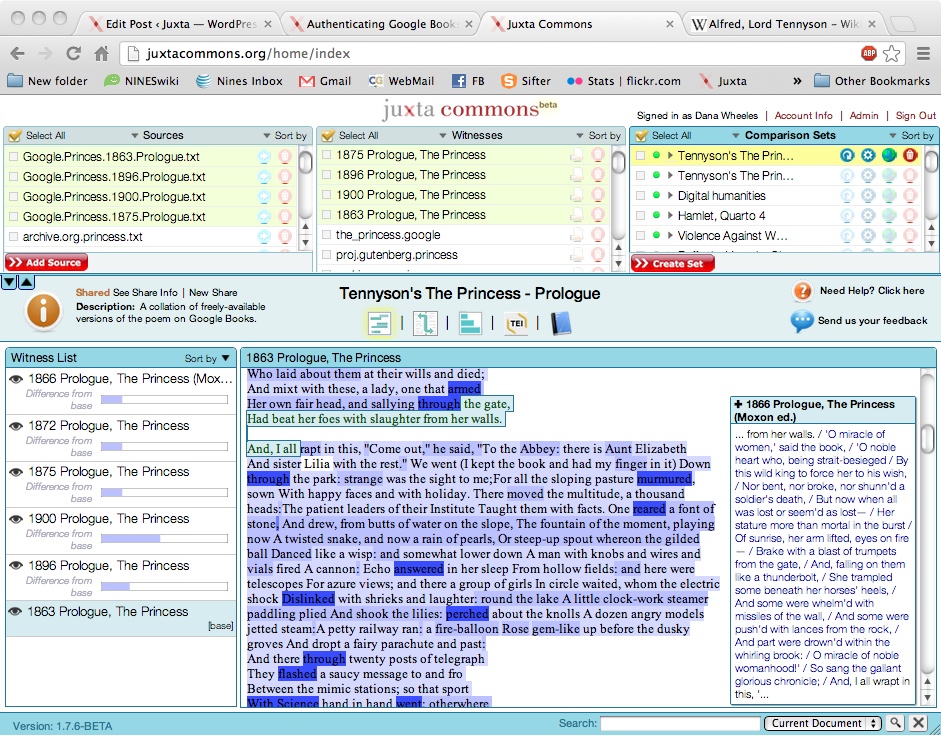 Edit Post ‹ Juxta — WordPres
Authenticating Google Book
Juxta Commons
Alfred, Lord Tennyson – Wik
juxtacommons.org/home/index
ABP
New folder
NINESwiki
Nines Inbox
Gmail
WebMail
FB
Sifter
Stats | flickr.com
Juxta
»
Other Bookmarks
juxta commons beta
Signed in as Dana Wheeles | Account Info | Admin | Sign Out
Select All
Sources
Sort by
Google.Princes.1863.Prologue.txt
Google.Princess.1896.Prologue.txt
Google.Princess.1900.Prologue.txt
Google.Princess.1875.Prologue.txt
archive.org.princess.txt
Add Source
Select All
Witnesses
Sort by
1875 Prologue, The Princess
1896 Prologue, The Princess
1900 Prologue, The Princess
1863 Prologue, The Princess
the_princess.google
proj.gutenberg.princess
Select All
Comparison Sets
Sort by
Tennyson's The Prin...
Tennyson's The Prin...
Digital humanities
Hamlet, Quarto 4
Violence Against W...
Create Set
Shared See Share Info | New Share
Description: A collation of freely-available
versions of the poem on Google Books.
Tennyson's The Princess - Prologue
TEI
Need Help? Click here
Send us your feedback
Witness List
Sort by
1866 Prologue, The Princess (Mox...
Difference from
base
1872 Prologue, The Princess
Difference from
base
1875 Prologue, The Princess
Difference from
base
1900 Prologue, The Princess
Difference from
base
1896 Prologue, The Princess
Difference from
base
1863 Prologue, The Princess
[base]
1863 Prologue, The Princess
Who laid about them at their wills and died;
And mixt with these, a lady, one that armed
Her own fair head, and sallying through the gate,
Had beat her foes with slaughter from her walls.
And, I all rapt in this, "Come out," he said, "To the Abbey: there is Aunt Elizabeth
And sister Lilia with the rest." We went (I kept the book and had my finger in it) Down
through the park: strange was the sight to me;For all the sloping pasture murmured,
sown With happy faces and with holiday. There moved the multitude, a thousand
heads:The patient leaders of their Institute Taught them with facts. One reared a font of
stone, And drew, from butts of water on the slope, The fountain of the moment, playing
now A twisted snake, and now a rain of pearls, Or steep-up spout whereon the gilded
ball Danced like a wisp: and somewhat lower down A man with knobs and wires and
vials fired A cannon: Echo answered in her sleep From hollow fields: and here were
telescopes For azure views; and there a group of girls In circle waited, whom the electric
shock Dislinked with shrieks and laughter: round the lake A little clock-work steamer
paddling plied And shook the lilies: perched about the knolls A dozen angry models
jetted steam:A petty railway ran: a fire-balloon Rose gem-like up before the dusky
groves And dropt a fairy parachute and past:
And there through twenty posts of telegraph
They flashed a saucy message to and fro
Between the mimic stations; so that sport
With Science hand in hand went: otherwhere
1866 Prologue, The Princess
(Moxon ed.)
... from her walls. / 'O miracle of
women,' said the book, / 'O noble
heart who, being strait-besieged / By
this wild king to force her to his wish,
/ Nor bent, nor broke, nor shunn'd a
soldier's death, / But now when all
was lost or seem'd as lost— / Her
stature more than mortal in the burst /
Of sunrise, her arm lifted, eyes on fire
— / Brake with a blast of trumpets
from the gate, / And, falling on them
like a thunderbolt, / She trampled
some beneath her horses' heels, /
And some were whelm'd with
missiles of the wall, / And some were
push'd with lances from the rock, /
And part were drown'd within the
whirling brook: / O miracle of noble
womanhood!' / So sang the gallant
glorious chronicle; / And, I all wrapt in
this, '...
Version: 1.7.6-BETA
Search:
Current Document